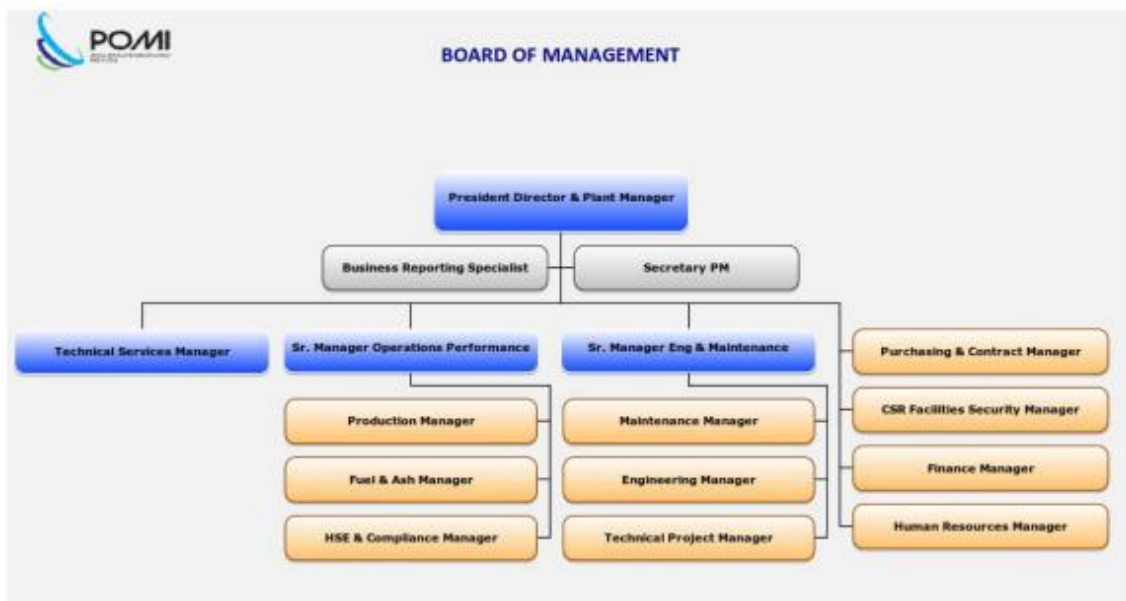 POMI
BOARD OF MANAGEMENT
President Director & Plant Manager
Business Reporting Specialist
Secretary PM
Technical Services Manager
Sr. Manager Operations Performance
Sr. Manager Eng & Maintenance
Purchasing & Contract Manager
Production Manager
Maintenance Manager
CSR Facilities Security Manager
Fuel & Ash Manager
Engineering Manager
Finance Manager
HSE & Compliance Manager
Technical Project Manager
Human Resources Manager